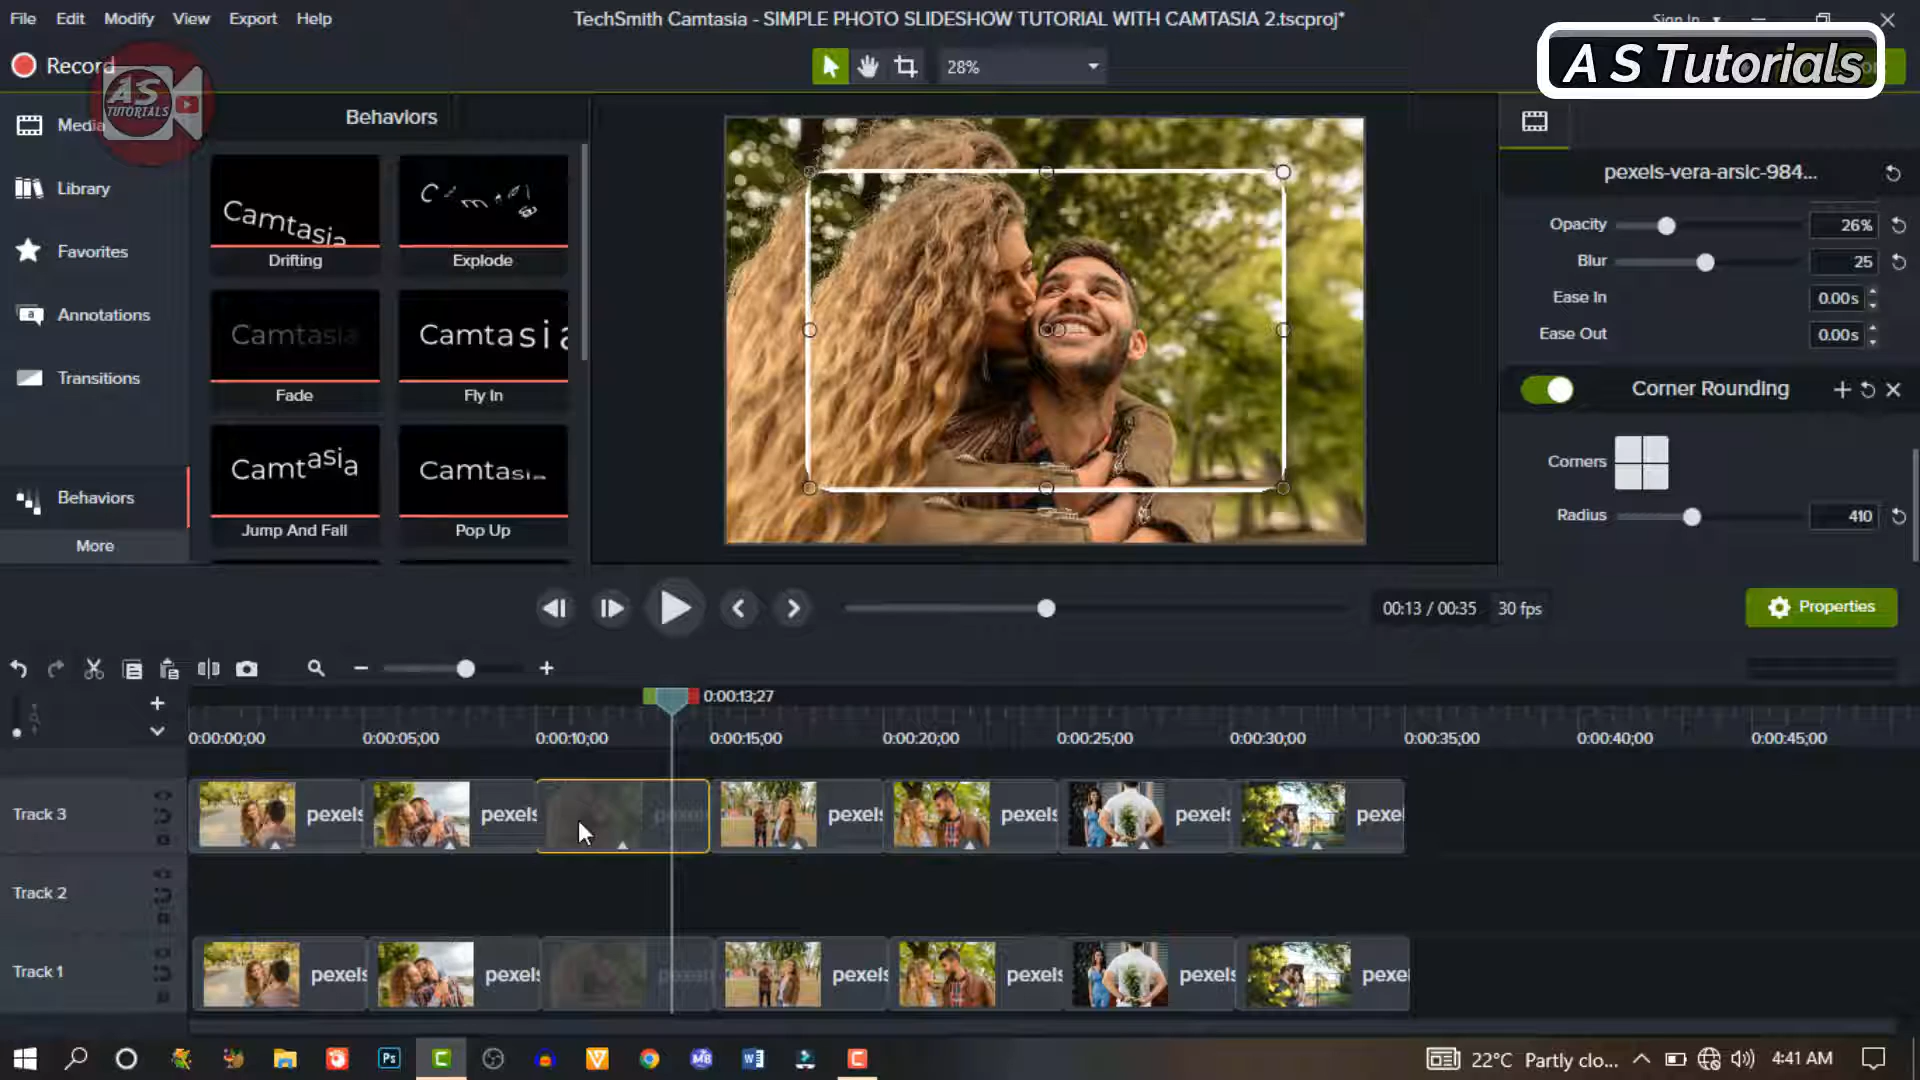 File Edit Modify View Export Help
TechSmith Camtasia - SIMPLE PHOTO SLIDESHOW TUTORIAL WITH CAMTASIA 2.tscproj*
Sign In
Record
28%
A S Tutorials
AS
TUTORIALS
Media
Library
Favorites
Annotations
Transitions
Behaviors
More
Behaviors
Camtasia
Drifting
Camtasia
Explode
Camtasia
Fade
Camtasia
Fly In
Camtasia
Jump And Fall
Camtasia
Pop Up
pexels-vera-arsic-984...
Opacity 26%
Blur 25
Ease In 0.00s
Ease Out 0.00s
Corner Rounding
Corners
Radius 410
00:13 / 00:35 30 fps
Properties
0:00:13;27
0:00:00;00 0:00:05;00 0:00:10;00 0:00:15;00 0:00:20;00 0:00:25;00 0:00:30;00 0:00:35;00 0:00:40;00 0:00:45;00
Track 3 pexels pexels pexels pexels pexels pexels pexe
Track 2
Track 1 pexels pexels pexels pexels pexels pexels pexe
Ps M8 W
22°C Partly clo... 4:41 AM